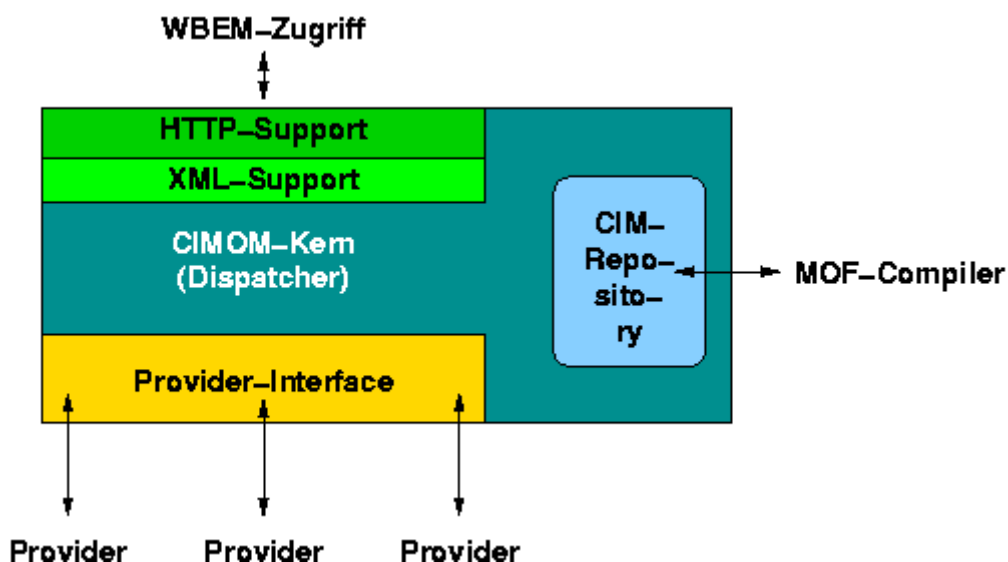 WBEM–Zugriff
HTTP–Support
XML–Support
CIMOM–Kern
(Dispatcher)
CIM–
Repo–
sito–
ry
MOF–Compiler
Provider–Interface
Provider
Provider
Provider